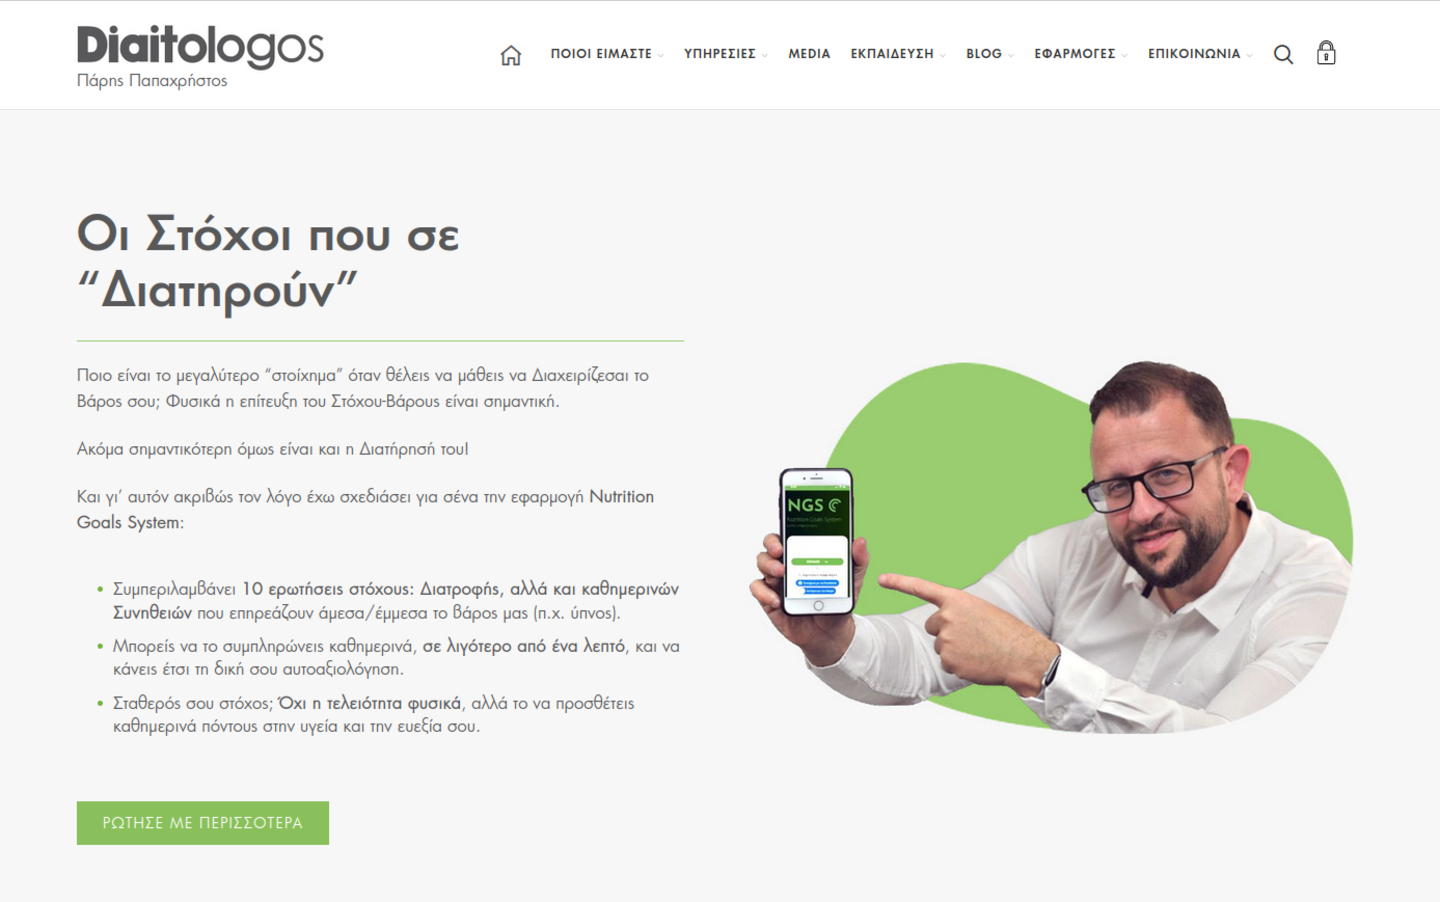 Diaitologos
Πάρης Παπαχρήστος
ΠΟΙΟΙ ΕΙΜΑΣΤΕ ΥΠΗΡΕΣΙΕΣ MEDIA ΕΚΠΑΙΔΕΥΣΗ BLOG ΕΦΑΡΜΟΓΕΣ ΕΠΙΚΟΙΝΩΝΙΑ
Οι Στόχοι που σε
“Διατηρούν”
Ποιο είναι το μεγαλύτερο “στοίχημα” όταν θέλεις να μάθεις να Διαχειρίζεσαι το
Βάρος σου; Φυσικά η επίτευξη του Στόχου-Βάρους είναι σημαντική.
Ακόμα σημαντικότερη όμως είναι και η Διατήρησή του!
Και γι’ αυτόν ακριβώς τον λόγο έχω σχεδιάσει για σένα την εφαρμογή Nutrition
Goals System:
Συμπεριλαμβάνει 10 ερωτήσεις στόχους: Διατροφής, αλλά και καθημερινών
Συνηθειών που επηρεάζουν άμεσα/έμμεσα το βάρος μας (π.χ. ύπνος).
Μπορείς να το συμπληρώνεις καθημερινά, σε λιγότερο από ένα λεπτό, και να
κάνεις έτσι τη δική σου αυτοαξιολόγηση.
Σταθερός σου στόχος; Όχι η τελειότητα φυσικά, αλλά το να προσθέτεις
καθημερινά πόντους στην υγεία και την ευεξία σου.
ΡΩΤΗΣΕ ΜΕ ΠΕΡΙΣΣΟΤΕΡΑ
NGS
Nutrition Goals System